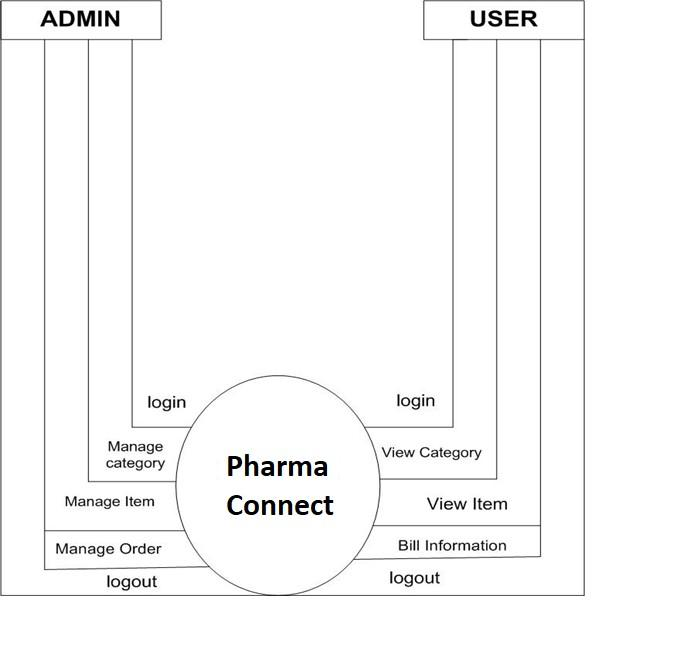 ADMIN
USER
login
login
Manage
category
View Category
Manage Item
View Item
Pharma
Connect
Manage Order
Bill Information
logout
logout